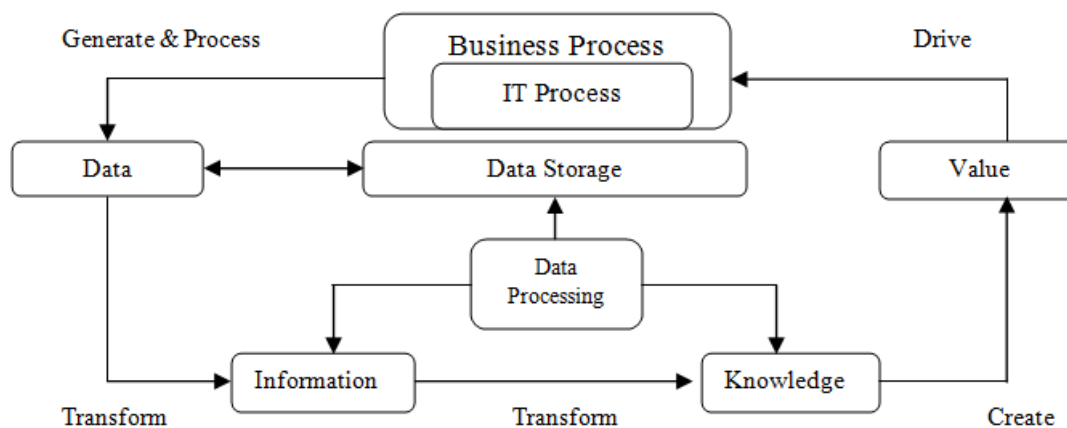 Generate & Process
Business Process
Drive
IT Process
Data
Data Storage
Value
Data
Processing
Information
Knowledge
Transform
Transform
Create